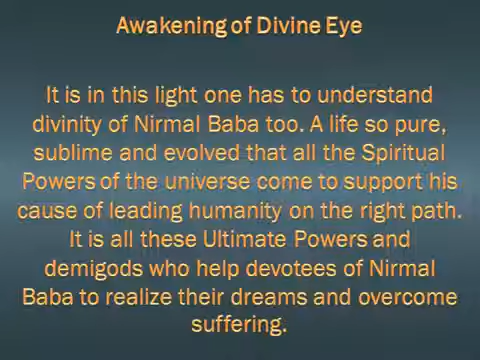 Awakening of Divine Eye
It is in this light one has to understand
divinity of Nirmal Baba too. A life so pure,
sublime and evolved that all the Spiritual
Powers of the universe come to support his
cause of leading humanity on the right path.
It is all these Ultimate Powers and
demigods who help devotees of Nirmal
Baba to realize their dreams and overcome
suffering.